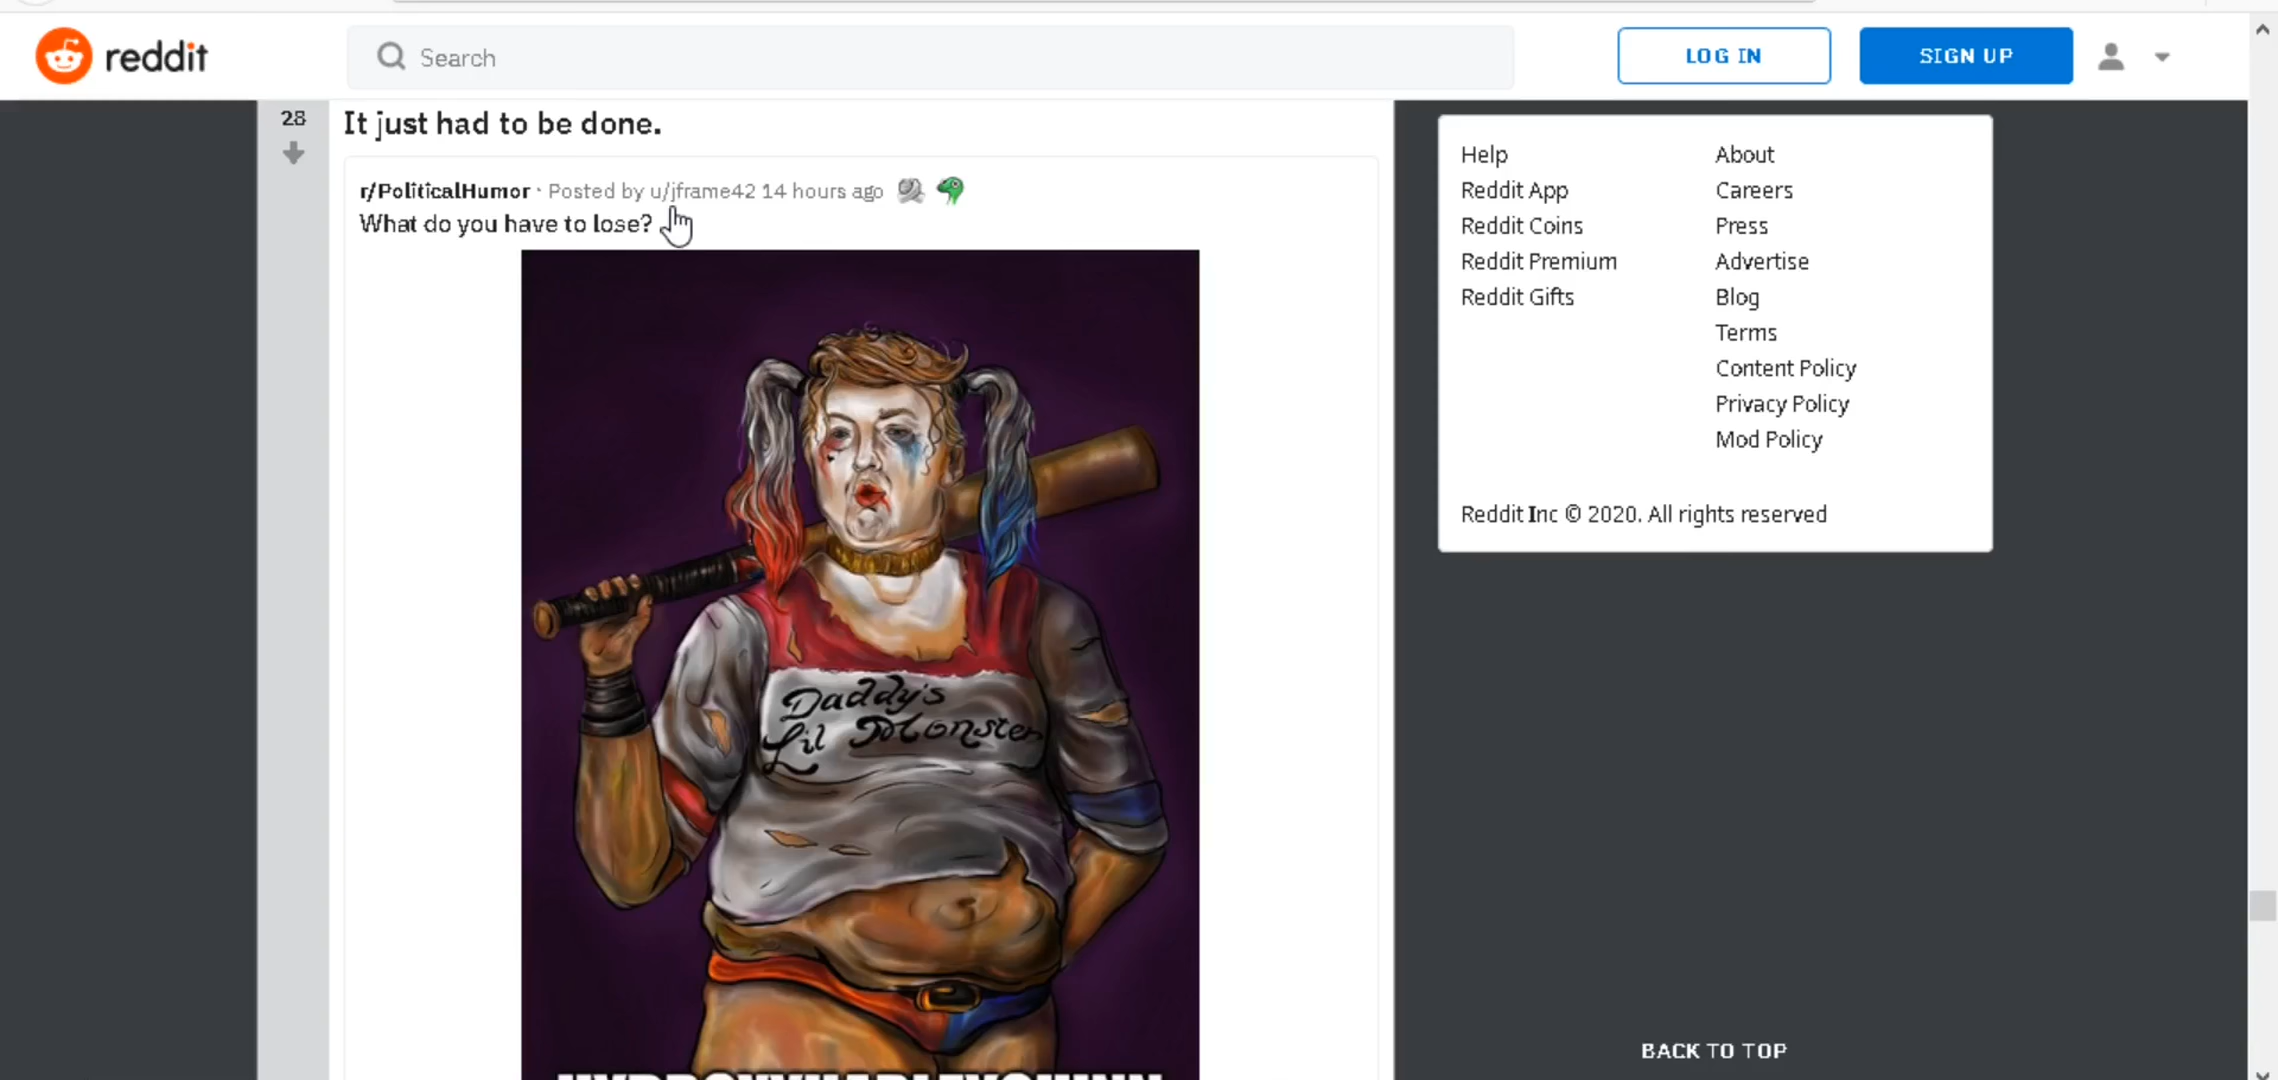 reddit
Search
LOG IN
SIGN UP
28
It just had to be done.
r/PoliticalHumor · Posted by u/jframe42 14 hours ago
What do you have to lose?
Daddy's
Lil Monster
Help
Reddit App
Reddit Coins
Reddit Premium
Reddit Gifts
About
Careers
Press
Advertise
Blog
Terms
Content Policy
Privacy Policy
Mod Policy
Reddit Inc © 2020. All rights reserved
BACK TO TOP